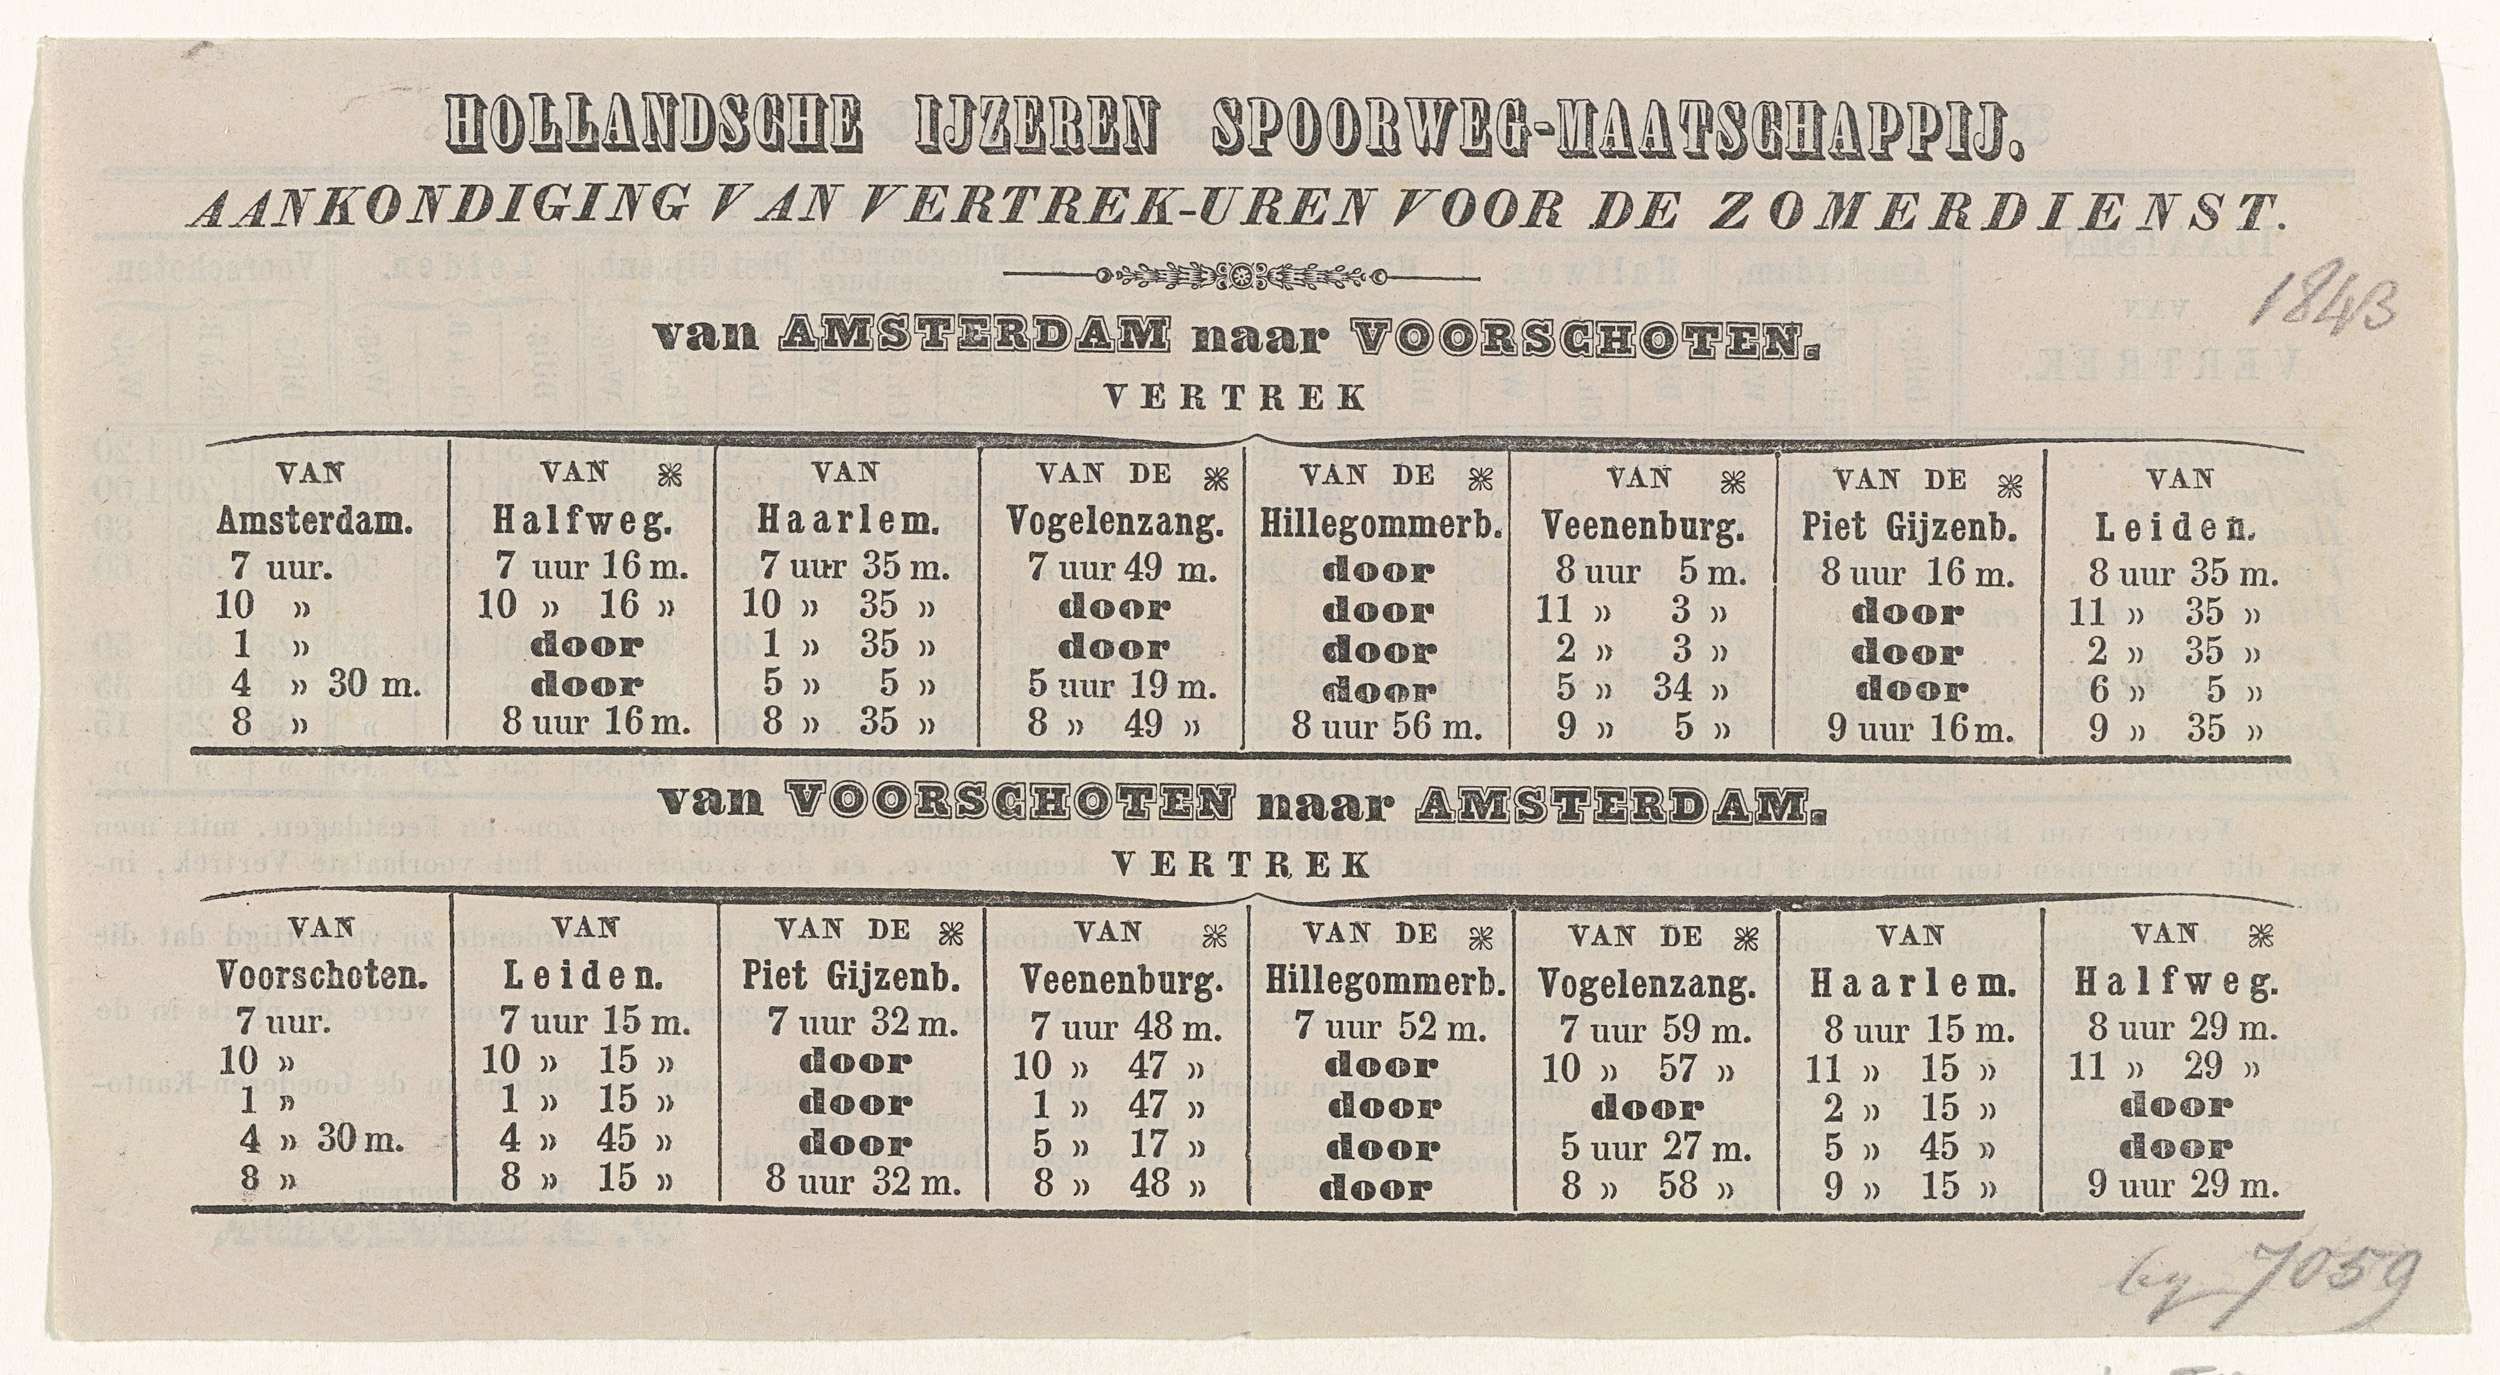 HOLLANDSCHE IJZEREN SPOORWEG-MAATSCHAPPIJ.
AANKONDIGING VAN VERTREK-UREN VOOR DE ZOMERDIENST.
1843
van AMSTERDAM naar VOORSCHOTEN.
VERTREK
VAN VAN VAN VAN DE VAN DE VAN VAN DE VAN
Amsterdam. Halfweg. Haarlem. Vogelenzang. Hillegommerb. Veenenburg. Piet Gijzenb. Leiden.
7 uur. 7 uur 16 m. 7 uur 35 m. 7 uur 49 m. door 8 uur 5 m. 8 uur 16 m. 8 uur 35 m.
10 » 10 » 16 » 10 » 35 » door door 11 » 3 » door 11 » 35 »
1 » door 1 » 35 » door door 2 » 3 » door 2 » 35 »
4 » 30 m. door 5 » 5 » 5 uur 19 m. door 5 » 34 » door 6 » 5 »
8 » 8 uur 16 m. 8 » 35 » 8 » 49 » 8 uur 56 m. 9 » 5 » 9 uur 16 m. 9 » 35 »
van VOORSCHOTEN naar AMSTERDAM.
VERTREK
VAN VAN VAN DE VAN VAN DE VAN DE VAN VAN
Voorschoten. Leiden. Piet Gijzenb. Veenenburg. Hillegommerb. Vogelenzang. Haarlem. Halfweg.
7 uur. 7 uur 15 m. 7 uur 32 m. 7 uur 48 m. 7 uur 52 m. 7 uur 59 m. 8 uur 15 m. 8 uur 29 m.
10 » 10 » 15 » door 10 » 47 » door 10 » 57 » 11 » 15 » 11 » 29 »
1 » 1 » 15 » door 1 » 47 » door door 2 » 15 » door
4 » 30 m. 4 » 45 » door 5 » 17 » door 5 uur 27 m. 5 » 45 » door
8 » 8 » 15 » 8 uur 32 m. 8 » 48 » door 8 » 58 » 9 » 15 » 9 uur 29 m.
by 7059